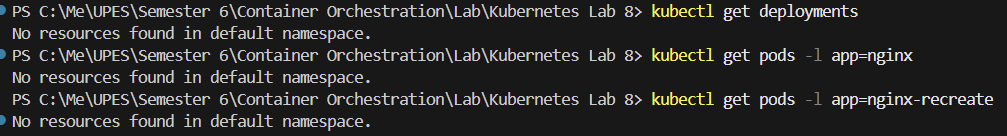 PS C:\Me\UPES\Semester 6\Container Orchestration\Lab\Kubernetes Lab 8> kubectl get deployments
No resources found in default namespace.
PS C:\Me\UPES\Semester 6\Container Orchestration\Lab\Kubernetes Lab 8> kubectl get pods -l app=nginx
No resources found in default namespace.
PS C:\Me\UPES\Semester 6\Container Orchestration\Lab\Kubernetes Lab 8> kubectl get pods -l app=nginx-recreate
No resources found in default namespace.